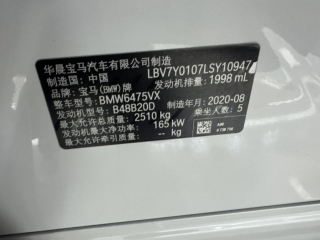 华晨宝马汽车有限公司制造
制造国：中国 LBV7Y0107LSY10947
品牌：宝马(BMW)牌 发动机排量：1998 mL
整车型号：BMW6475VX
发动机型号：B48B20D 制造年月：2020-08
最大允许总质量：2510 kg 乘坐人数：5
发动机最大净功率：165 kW
最大允许牵引总质量： kg